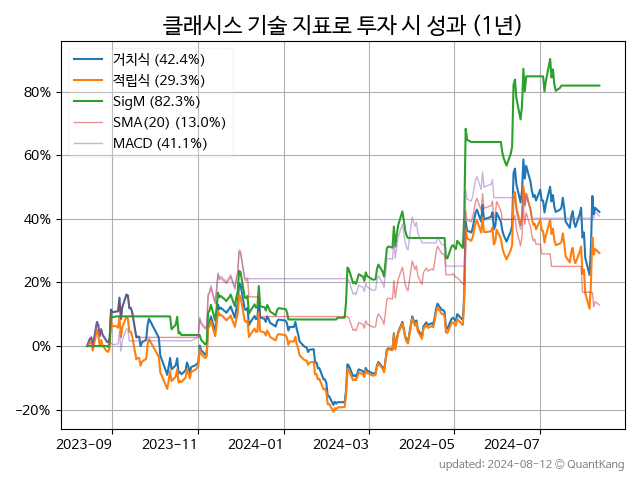 클래시스 기술 지표로 투자 시 성과 (1년)
거치식 (42.4%)
적립식 (29.3%)
SigM (82.3%)
SMA(20) (13.0%)
MACD (41.1%)
80%
60%
40%
20%
0%
−20%
2023-09 2023-11 2024-01 2024-03 2024-05 2024-07
updated: 2024-08-12 © QuantKang